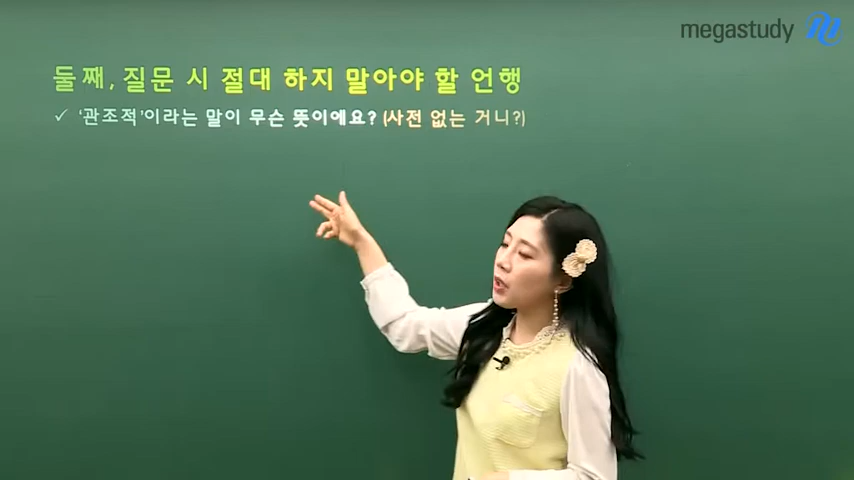 megastudy
둘째, 질문 시 절대 하지 말아야 할 언행
✓ '관조적'이라는 말이 무슨 뜻이에요? (사전 없는 거니?)